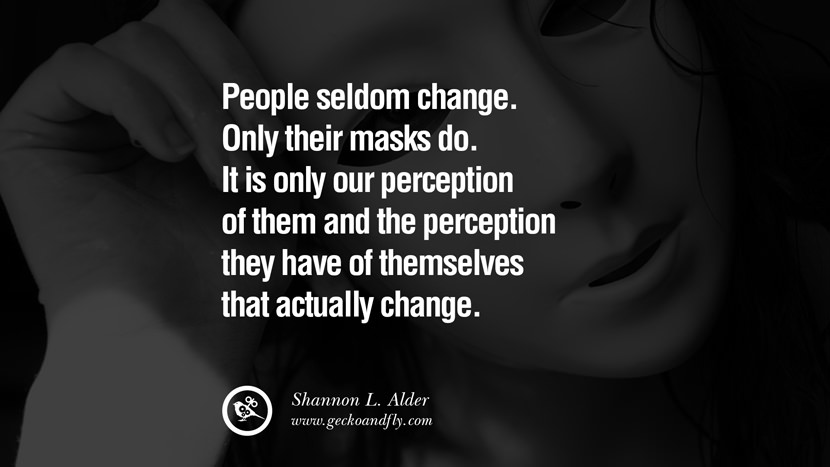 People seldom change.
Only their masks do.
It is only our perception
of them and the perception
they have of themselves
that actually change.
Shannon L. Alder
www.geckoandfly.com